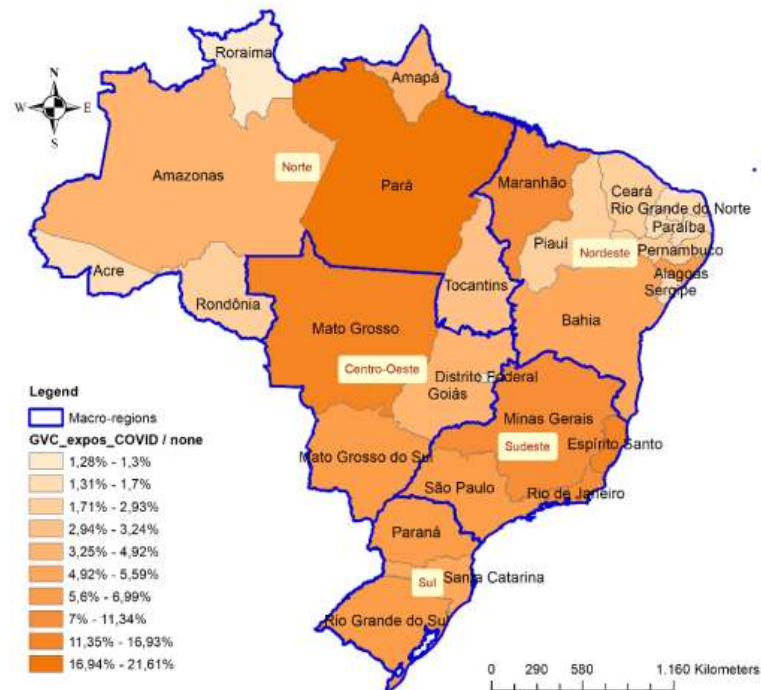 Roraima
Amapá
N
W E
S
Amazonas
Norte
Pará
Maranhão
Ceará
Rio Grande do Norte
Paraíba
Piauí
Nordeste
Pernambuco
Acre
Rondônia
Tocantins
Alagoas
Sergipe
Mato Grosso
Bahia
Centro-Oeste
Distrito Federal
Goiás
Minas Gerais
Sudeste
Espírito Santo
Mato Grosso do Sul
São Paulo
Rio de Janeiro
Paraná
Sul
Santa Catarina
Rio Grande do Sul
Legend
Macro-regions
GVC_expos_COVID / none
1,28% - 1,3%
1,31% - 1,7%
1,71% - 2,93%
2,94% - 3,24%
3,25% - 4,92%
4,92% - 5,59%
5,6% - 6,99%
7% - 11,34%
11,35% - 16,93%
16,94% - 21,61%
0 290 580 1.160 Kilometers